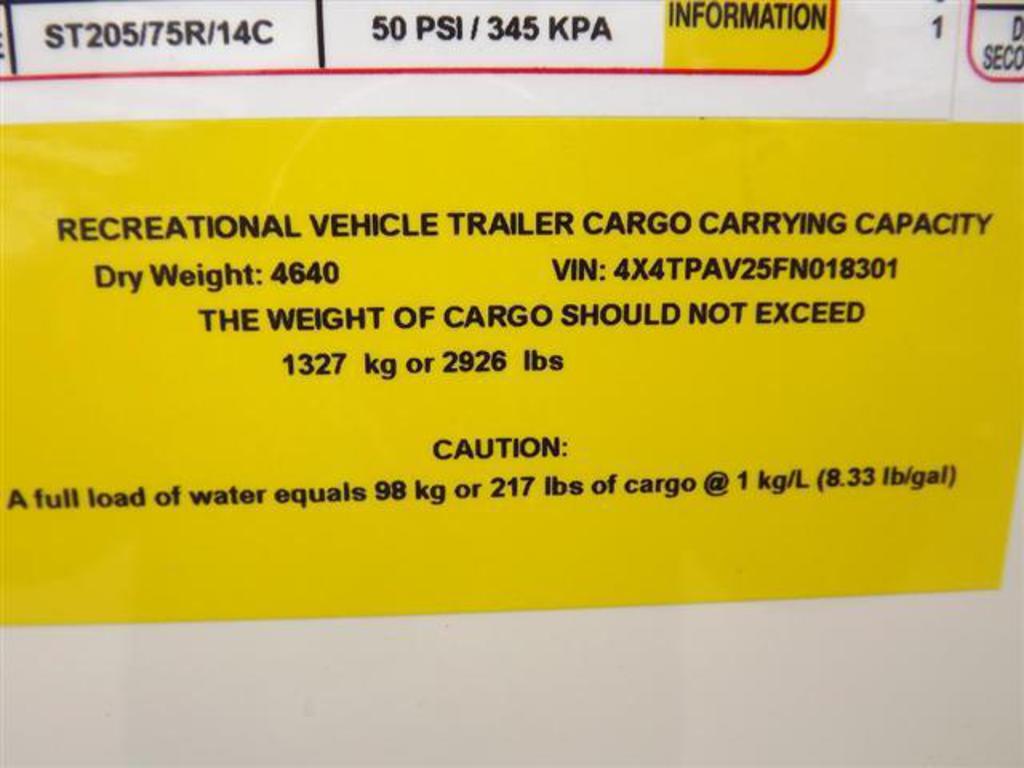 ST205/75R/14C 50 PSI / 345 KPA INFORMATION 1
SECO
RECREATIONAL VEHICLE TRAILER CARGO CARRYING CAPACITY
Dry Weight: 4640 VIN: 4X4TPAV25FN018301
THE WEIGHT OF CARGO SHOULD NOT EXCEED
1327 kg or 2926 lbs
CAUTION:
A full load of water equals 98 kg or 217 lbs of cargo @ 1 kg/L (8.33 lb/gal)